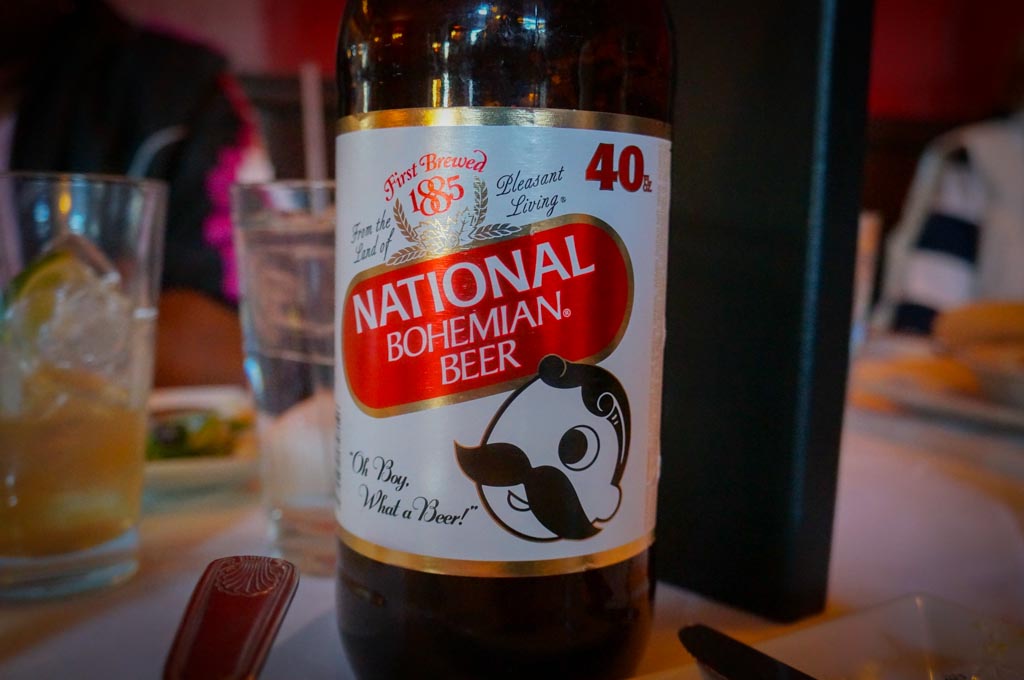 First Brewed
1885
From the
Land of
Pleasant
Living®
40 oz
NATIONAL
BOHEMIAN®
BEER
"Oh Boy,
What a Beer!"